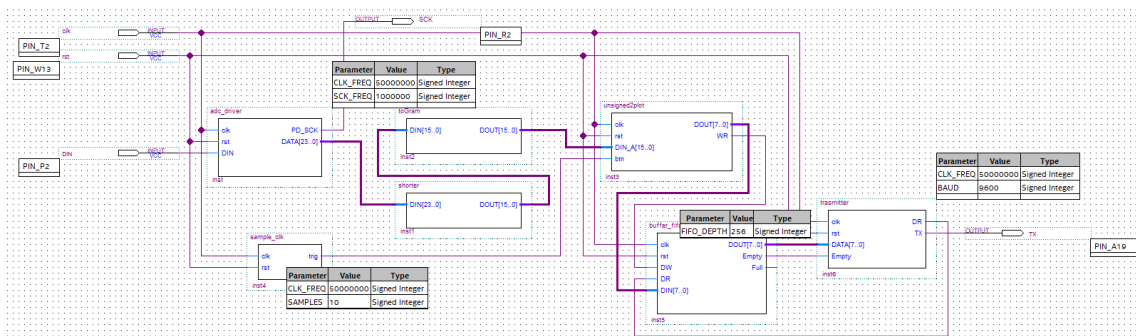 clk
INPUT
VCC
PIN_T2
rst
INPUT
VCC
PIN_W13
OUTPUT
SCK
PIN_R2
Parameter Value Type
CLK_FREQ 50000000 Signed Integer
SCK_FREQ 1000000 Signed Integer
adc_driver
clk
rst
DIN
PD_SCK
DATA[23..0]
inst
DIN
INPUT
VCC
PIN_P2
toGram
DIN[15..0] DOUT[15..0]
inst2
shorter
DIN[23..0] DOUT[15..0]
inst1
sample_clk
clk
rst
trig
inst4
Parameter Value Type
CLK_FREQ 50000000 Signed Integer
SAMPLES 10 Signed Integer
unsigned2plot
clk
rst
DIN_A[15..0]
btn
DOUT[7..0]
WR
inst3
buffer_fif
Parameter Value Type
FIFO_DEPTH 256 Signed Integer
clk
rst
DW
DR
DIN[7..0]
DOUT[7..0]
Empty
Full
inst5
Parameter Value Type
CLK_FREQ 50000000 Signed Integer
BAUD 9600 Signed Integer
trasmitter
clk
rst
DATA[7..0]
Empty
DR
TX
inst6
OUTPUT
TX
PIN_A19